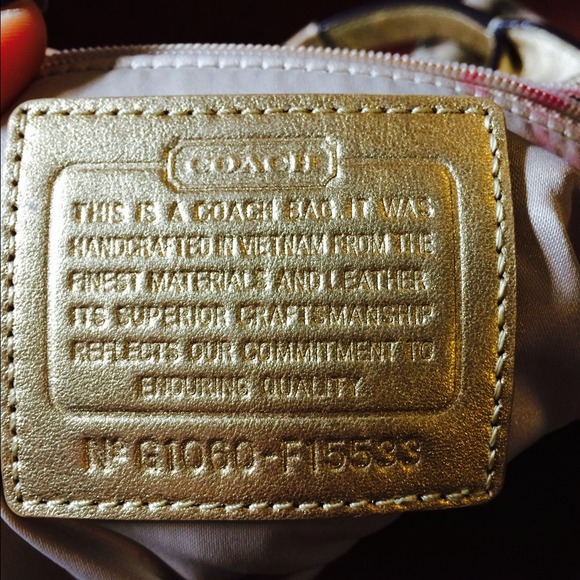 COACH
THIS IS A COACH BAG. IT WAS
HANDCRAFTED IN VIETNAM FROM THE
FINEST MATERIALS AND LEATHER.
ITS SUPERIOR CRAFTSMANSHIP
REFLECTS OUR COMMITMENT TO
ENDURING QUALITY.
Nº G1060-F15533